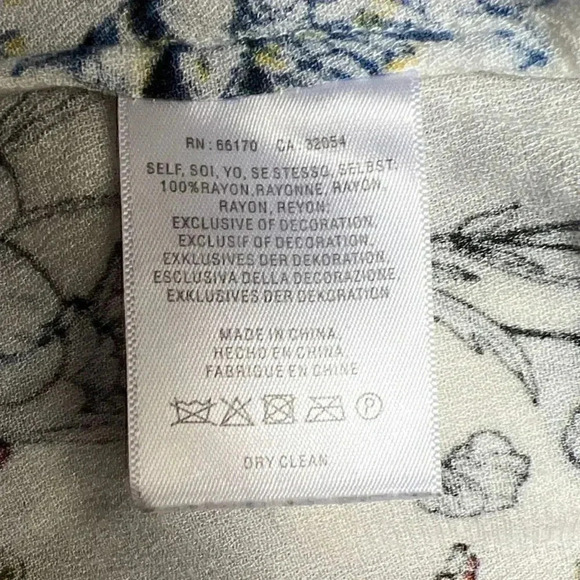 RN: 66170 CA 32054
SELF, SOI, YO, SE STESSO, SELBST:
100%RAYON, RAYONNE, RAYON,
RAYON, REYON;
EXCLUSIVE OF DECORATION,
EXCLUSIF OF DECORATION,
EXKLUSIVES DER DEKORATION,
ESCLUSIVA DELLA DECORAZIONE,
EXKLUSIVES DER DEKORATION
MADE IN CHINA,
HECHO EN CHINA,
FABRIQUE EN CHINE
P
DRY CLEAN